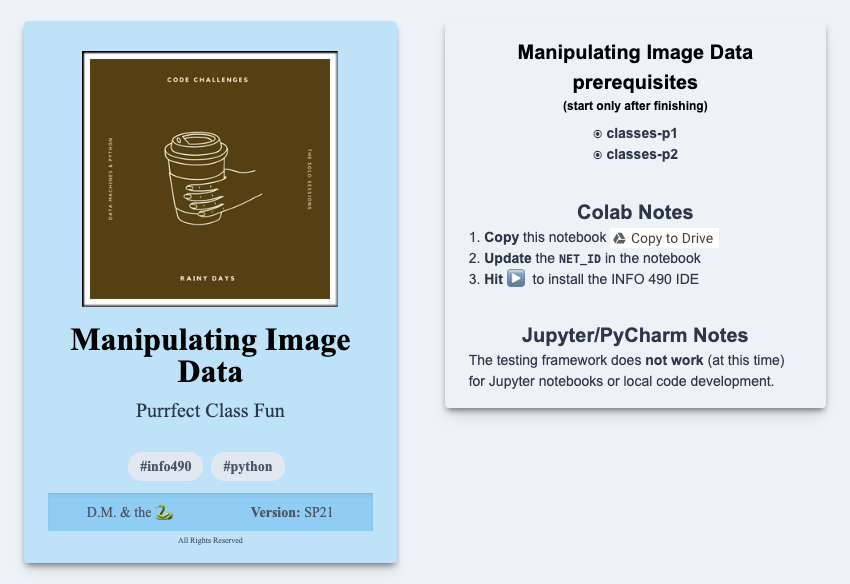 CODE CHALLENGES
DATA MACHINES & PYTHON
THE SOLO SESSIONS
RAINY DAYS
Manipulating Image
Data
Purrfect Class Fun
#info490
#python
D.M. & the 🐍
Version: SP21
All Rights Reserved
Manipulating Image Data
prerequisites
(start only after finishing)
⦿ classes-p1
⦿ classes-p2
Colab Notes
1. Copy this notebook Copy to Drive
2. Update the NET_ID in the notebook
3. Hit ▶️ to install the INFO 490 IDE
Jupyter/PyCharm Notes
The testing framework does not work (at this time)
for Jupyter notebooks or local code development.